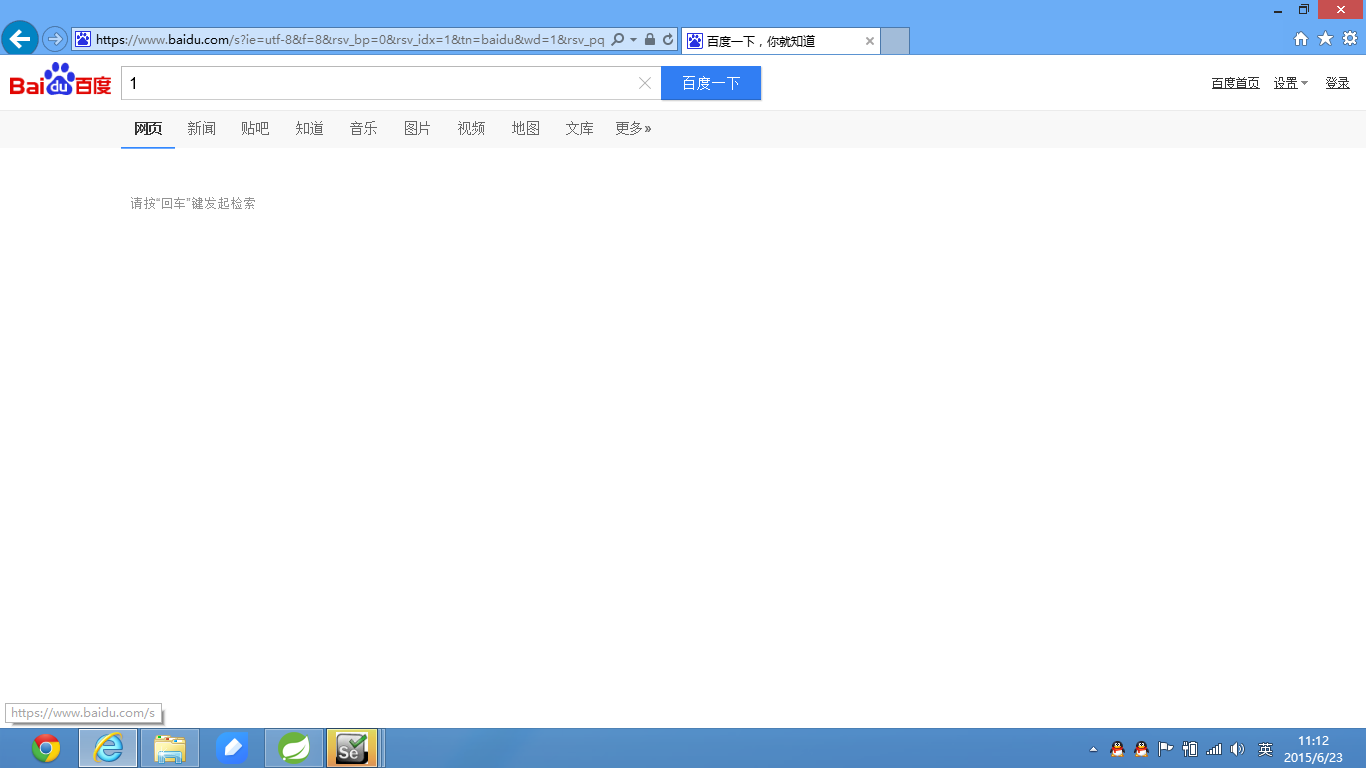 https://www.baidu.com/s?ie=utf-8&f=8&rsv_bp=0&rsv_idx=1&tn=baidu&wd=1&rsv_pq
百度一下，你就知道
Bai du 百度
1
百度一下
百度首页 设置 登录
网页 新闻 贴吧 知道 音乐 图片 视频 地图 文库 更多»
请按“回车”键发起检索
https://www.baidu.com/s
Se
英
11:12
2015/6/23